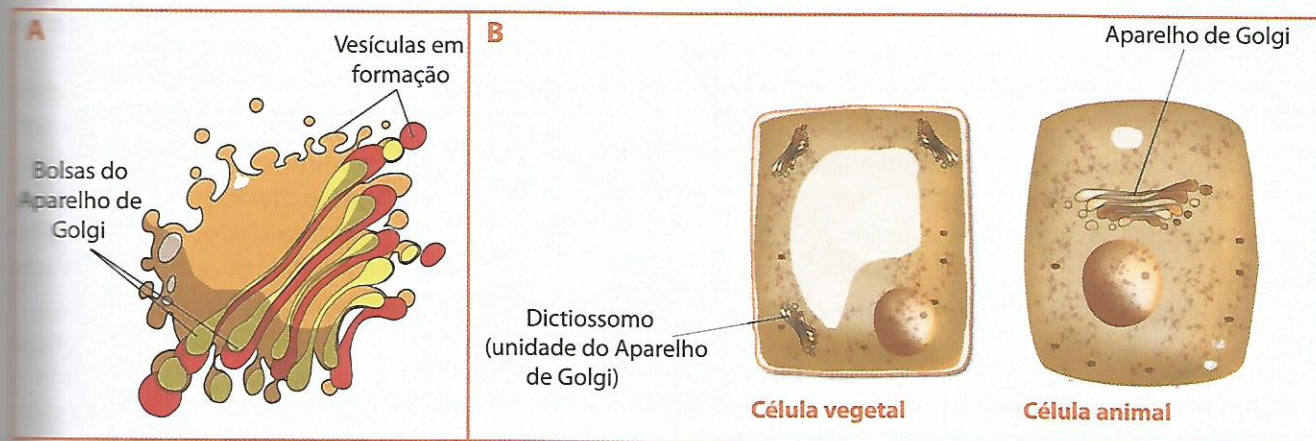 A
Vesículas em
formação
Bolsas do
Aparelho de
Golgi
B
Aparelho de Golgi
Dictiossomo
(unidade do Aparelho
de Golgi)
Célula vegetal
Célula animal